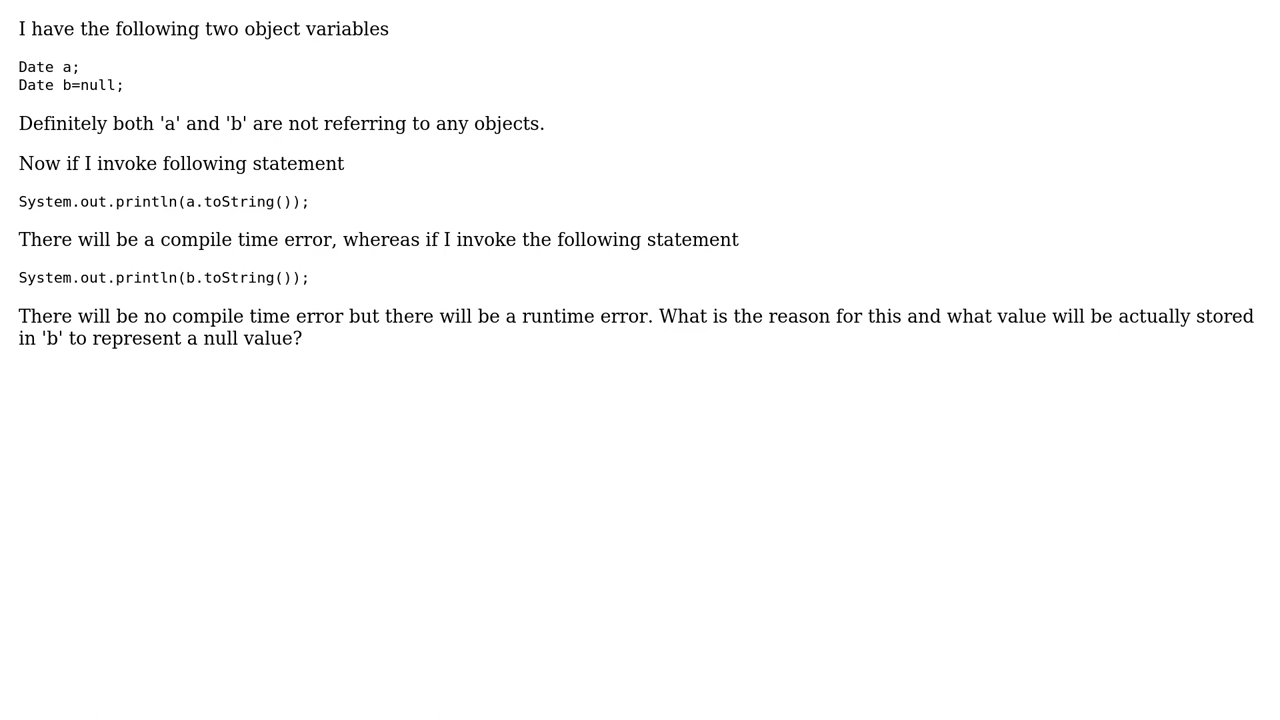 I have the following two object variables
Date a;
Date b=null;
Definitely both 'a' and 'b' are not referring to any objects.
Now if I invoke following statement
System.out.println(a.toString());
There will be a compile time error, whereas if I invoke the following statement
System.out.println(b.toString());
There will be no compile time error but there will be a runtime error. What is the reason for this and what value will be actually stored
in 'b' to represent a null value?